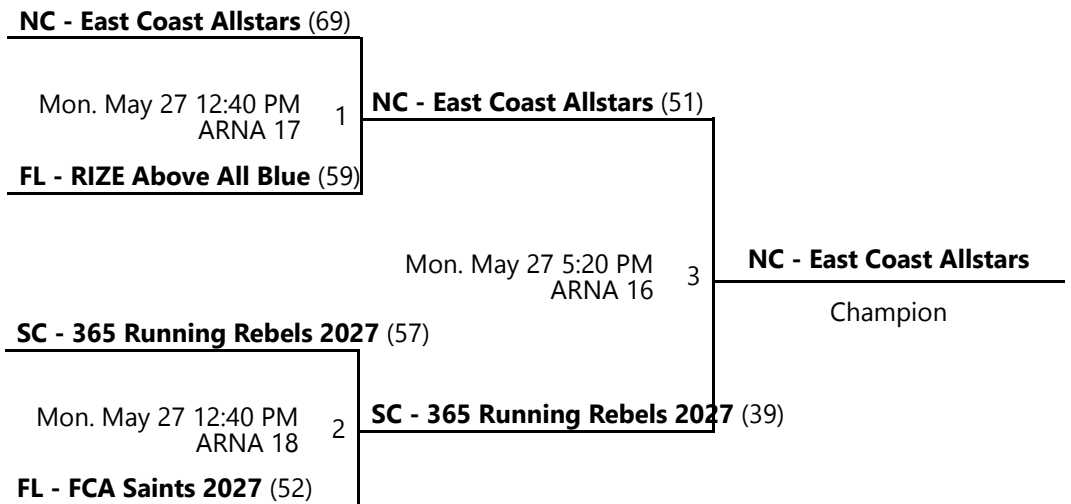 NC - East Coast Allstars (69)
Mon. May 27 12:40 PM
ARNA 17
1
NC - East Coast Allstars (51)
FL - RIZE Above All Blue (59)
Mon. May 27 5:20 PM
ARNA 16
3
NC - East Coast Allstars
Champion
SC - 365 Running Rebels 2027 (57)
Mon. May 27 12:40 PM
ARNA 18
2
SC - 365 Running Rebels 2027 (39)
FL - FCA Saints 2027 (52)